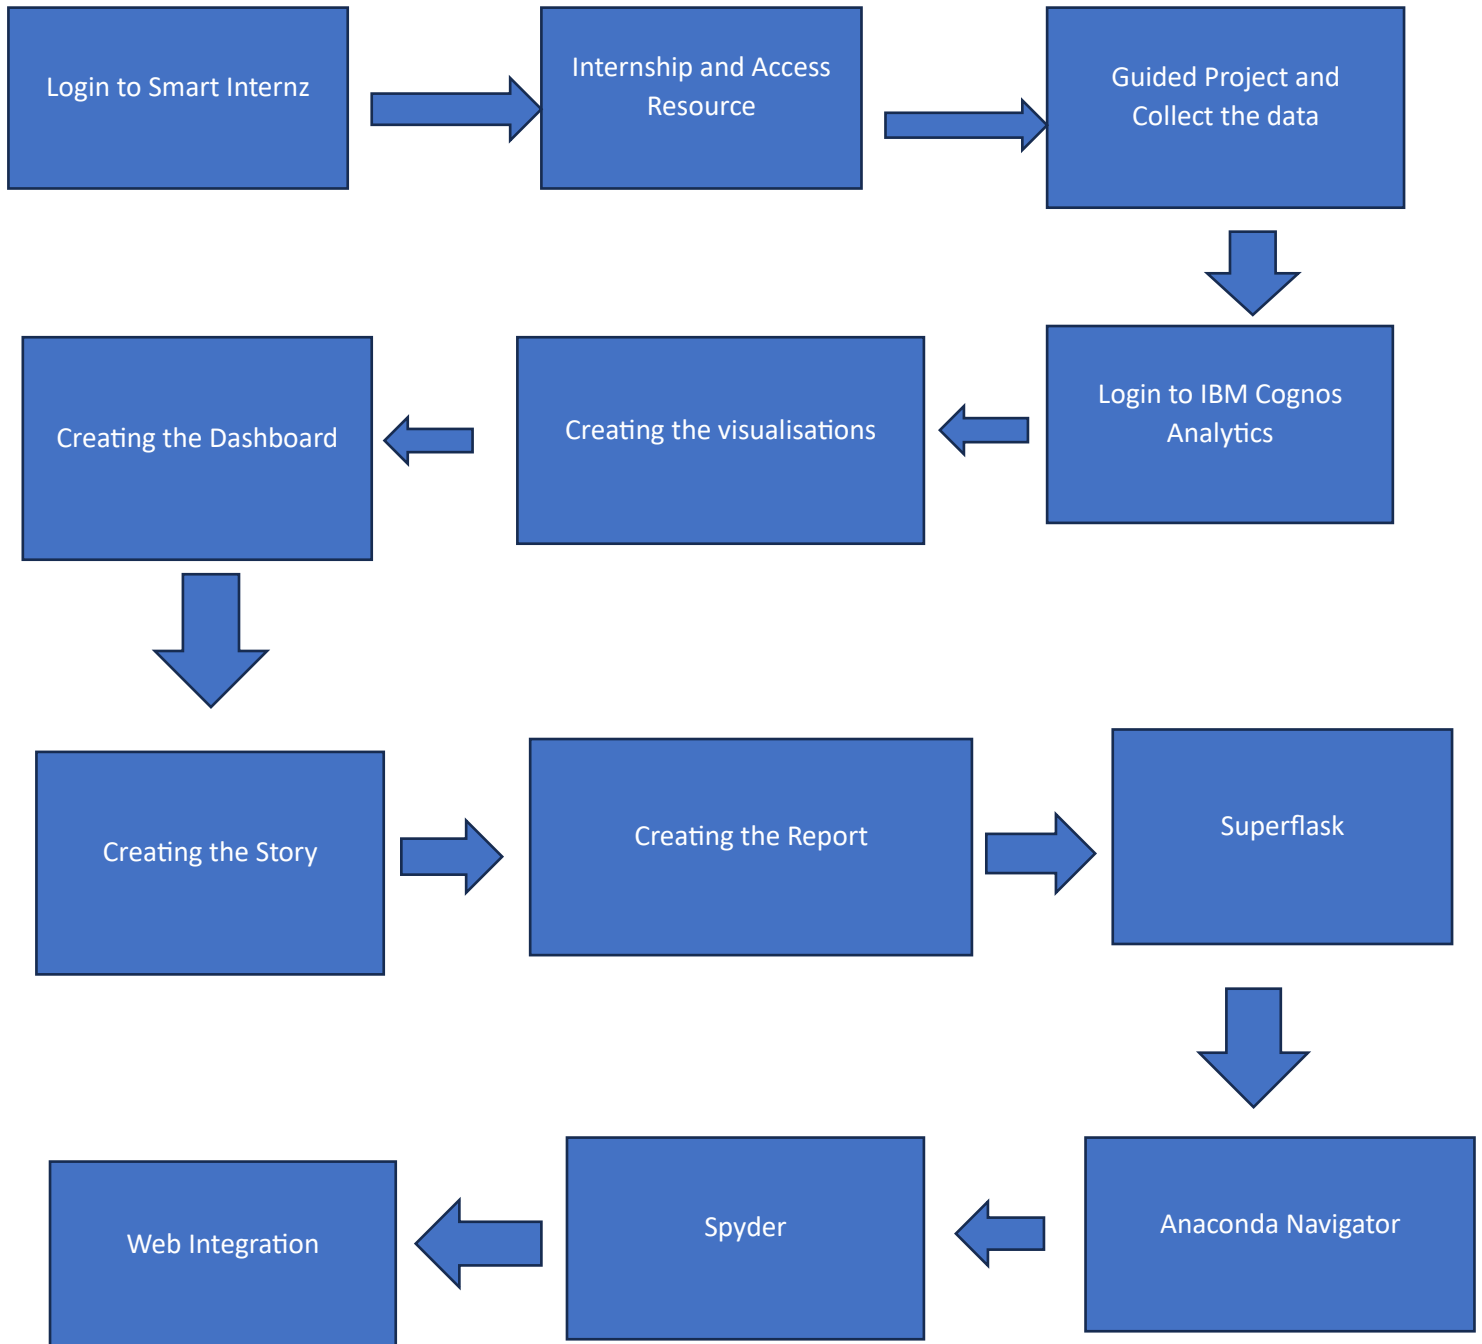 Login to Smart Internz
Internship and Access
Resource
Guided Project and
Collect the data
Login to IBM Cognos
Analytics
Creating the visualisations
Creating the Dashboard
Creating the Story
Creating the Report
Superflask
Anaconda Navigator
Spyder
Web Integration